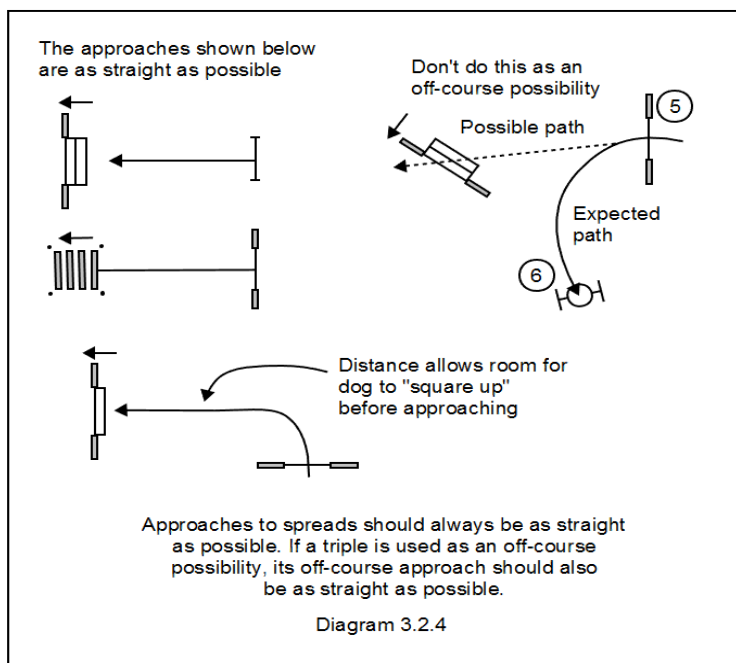 The approaches shown below
are as straight as possible
Don't do this as an
off-course possibility
Possible path
5
Expected
path
6
Distance allows room for
dog to "square up"
before approaching
Approaches to spreads should always be as straight
as possible. If a triple is used as an off-course
possibility, its off-course approach should also
be as straight as possible.
Diagram 3.2.4